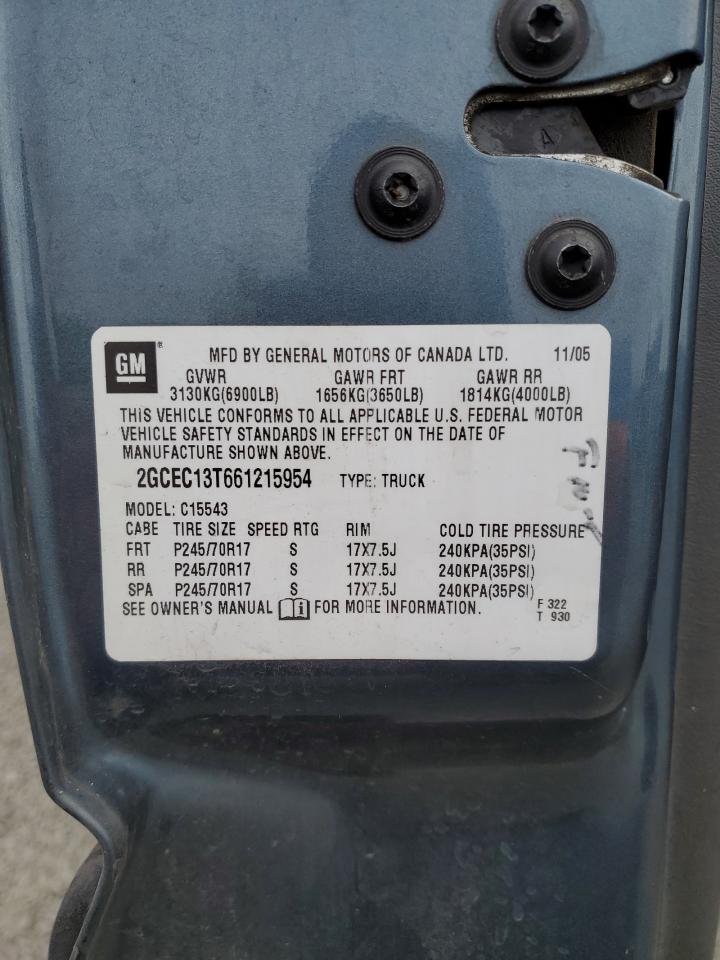 A
GM ® MFD BY GENERAL MOTORS OF CANADA LTD. 11/05
GVWR GAWR FRT GAWR RR
3130KG(6900LB) 1656KG(3650LB) 1814KG(4000LB)
THIS VEHICLE CONFORMS TO ALL APPLICABLE U.S. FEDERAL MOTOR
VEHICLE SAFETY STANDARDS IN EFFECT ON THE DATE OF
MANUFACTURE SHOWN ABOVE.
2GCEC13T661215954 TYPE: TRUCK
MODEL: C15543
CABE TIRE SIZE SPEED RTG RIM COLD TIRE PRESSURE
FRT P245/70R17 S 17X7.5J 240KPA(35PSI)
RR P245/70R17 S 17X7.5J 240KPA(35PSI)
SPA P245/70R17 S 17X7.5J 240KPA(35PSI)
SEE OWNER'S MANUAL i FOR MORE INFORMATION.
F 322
T 930